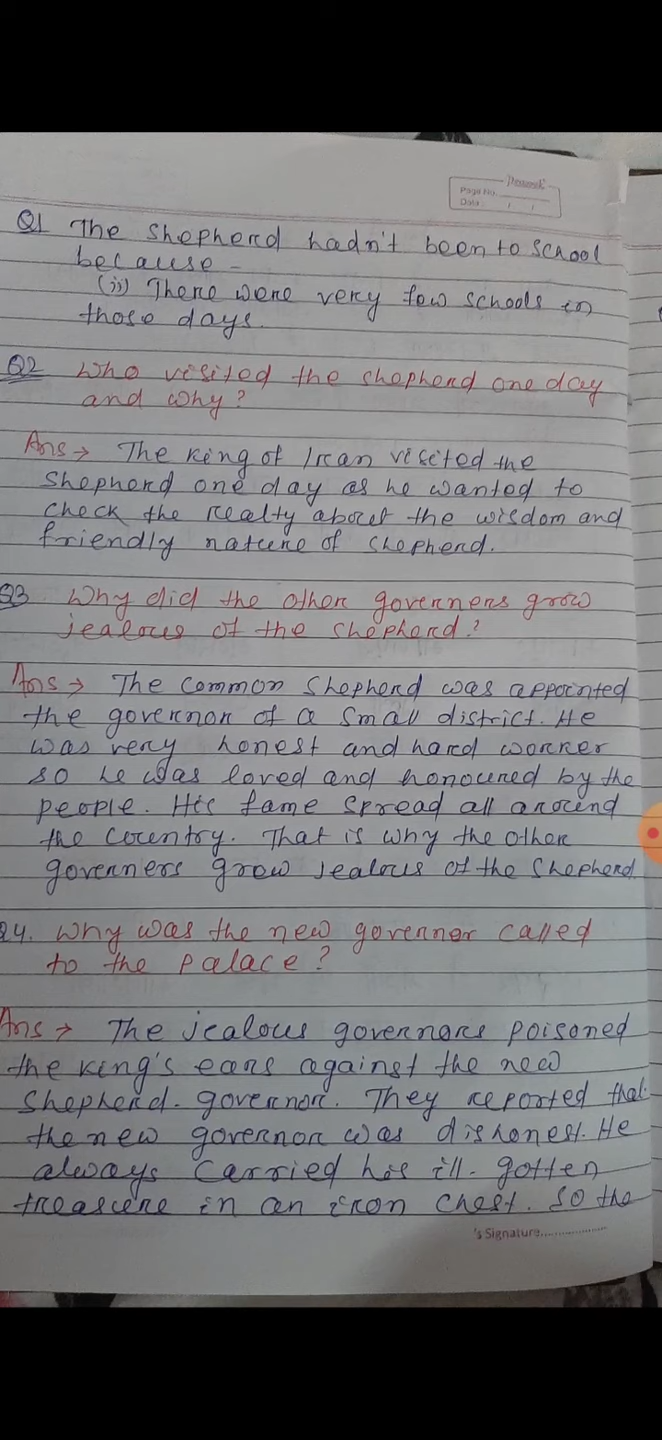 Page No.
Date / /
Q1 The shepherd hadn't been to school
because -
(ii) There were very few schools in
those days.
Q2 Who visited the shepherd one day
and why?
Ans → The king of Iran visited the
shepherd one day as he wanted to
check the realty about the wisdom and
friendly nature of shepherd.
Q3. Why did the other governers grow
jealous of the shepherd?
Ans → The common shepherd was appointed
the governor of a small district. He
was very honest and hard worker
so he was loved and honoured by the
people. His fame spread all around
the country. That is why the other
governers grow jealous of the shepherd
Q4. Why was the new governer called
to the palace?
Ans → The jealous governors poisoned
the king's ears against the new
shepherd-governor. They reported that
the new governor was dishonest. He
always carried his ill-gotten
treasure in an iron chest. so the
's Signature